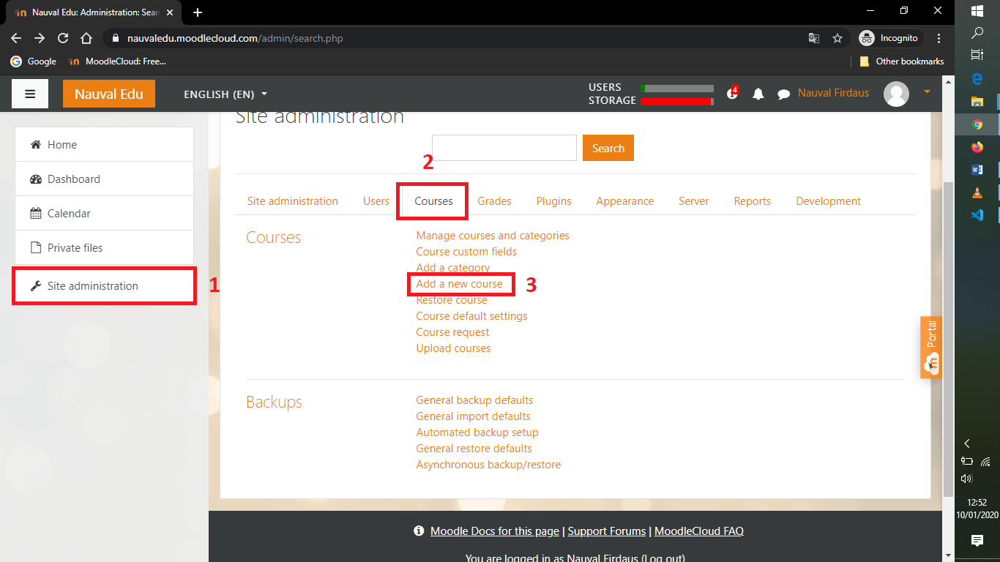 Nauval Edu: Administration: Sear
nauvaledu.moodlecloud.com/admin/search.php
Incognito
Google
MoodleCloud: Free...
Other bookmarks
Nauval Edu
ENGLISH (EN)
USERS
STORAGE
4
Nauval Firdaus
Home
Dashboard
Calendar
Private files
Site administration
1
Site administration
Search
2
Site administration Users Courses Grades Plugins Appearance Server Reports Development
Courses
Manage courses and categories
Course custom fields
Add a category
Add a new course
3
Restore course
Course default settings
Course request
Upload courses
Backups
General backup defaults
General import defaults
Automated backup setup
General restore defaults
Asynchronous backup/restore
Portal
Moodle Docs for this page | Support Forums | MoodleCloud FAQ
You are logged in as Nauval Firdaus (Log out)
12:52
10/01/2020